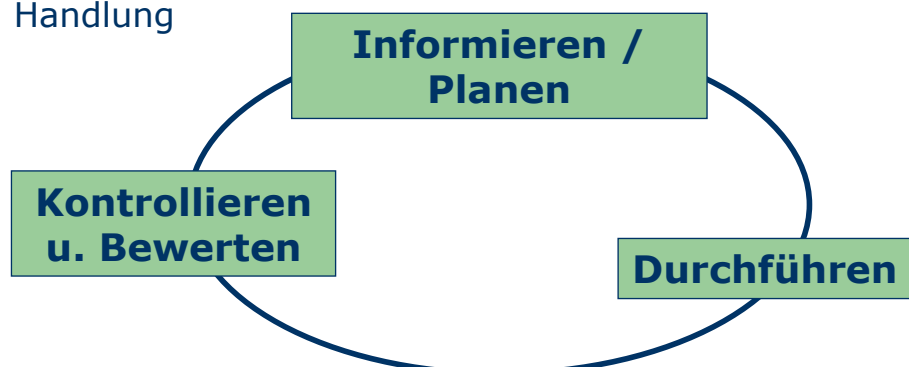 Handlung
Informieren /
Planen
Kontrollieren
u. Bewerten
Durchführen